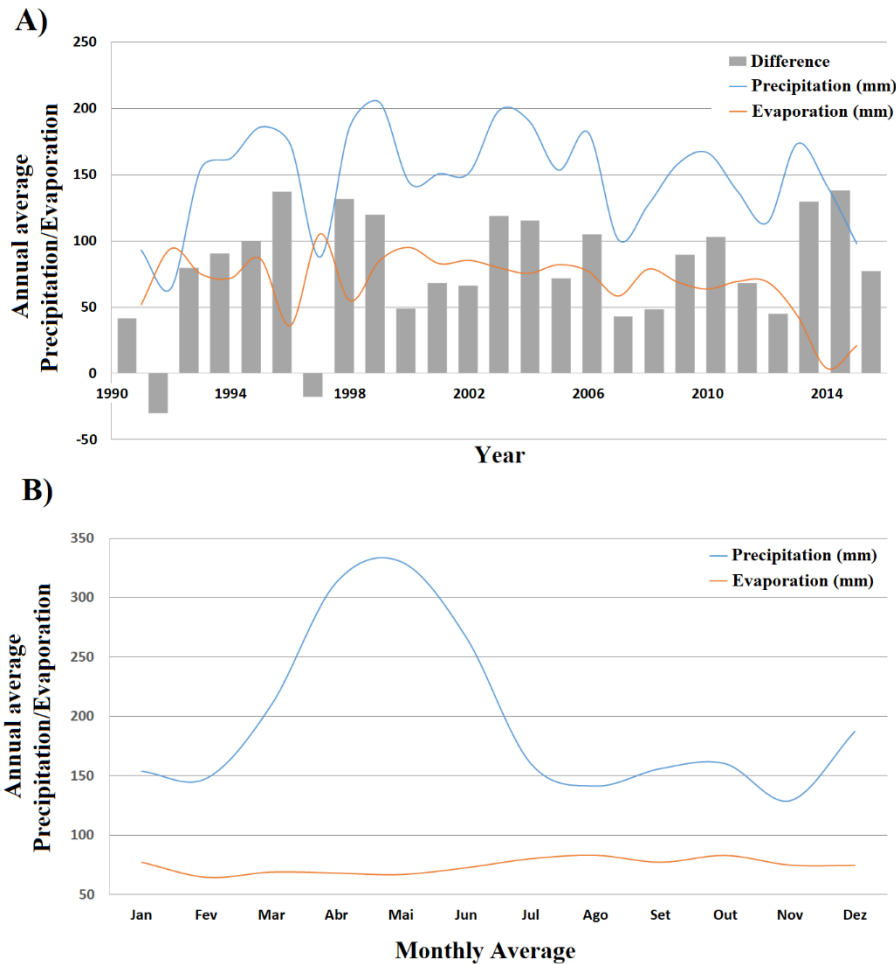 A)
250
200
150
100
50
0
-50
Annual average
Precipitation/Evaporation
Difference
Precipitation (mm)
Evaporation (mm)
1990 1994 1998 2002 2006 2010 2014
Year
B)
350
300
250
200
150
100
50
Annual average
Precipitation/Evaporation
Precipitation (mm)
Evaporation (mm)
Jan Fev Mar Abr Mai Jun Jul Ago Set Out Nov Dez
Monthly Average